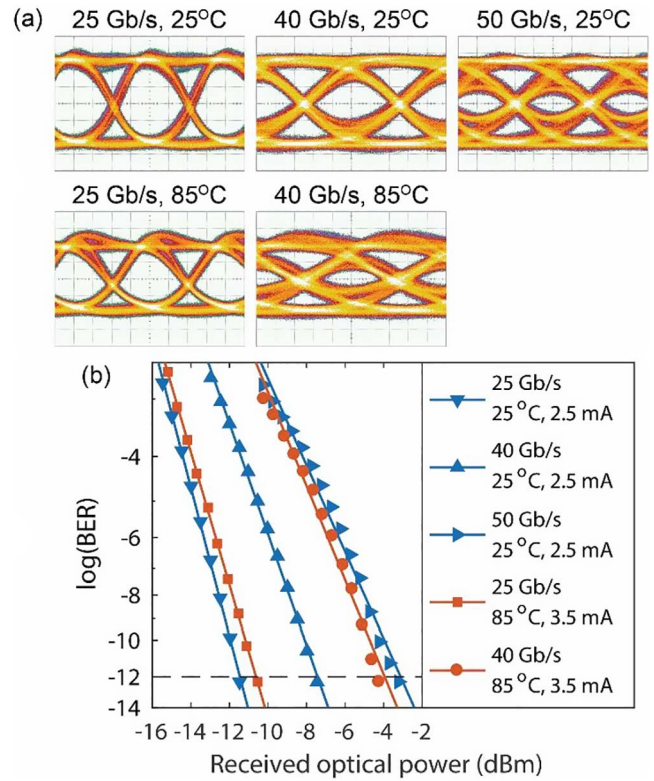 (a)
25 Gb/s, 25°C
40 Gb/s, 25°C
50 Gb/s, 25°C
25 Gb/s, 85°C
40 Gb/s, 85°C
(b)
log(BER)
-4
-6
-8
-10
-12
-14
-16 -14 -12 -10 -8 -6 -4 -2
Received optical power (dBm)
25 Gb/s
25 °C, 2.5 mA
40 Gb/s
25 °C, 2.5 mA
50 Gb/s
25 °C, 2.5 mA
25 Gb/s
85 °C, 3.5 mA
40 Gb/s
85 °C, 3.5 mA